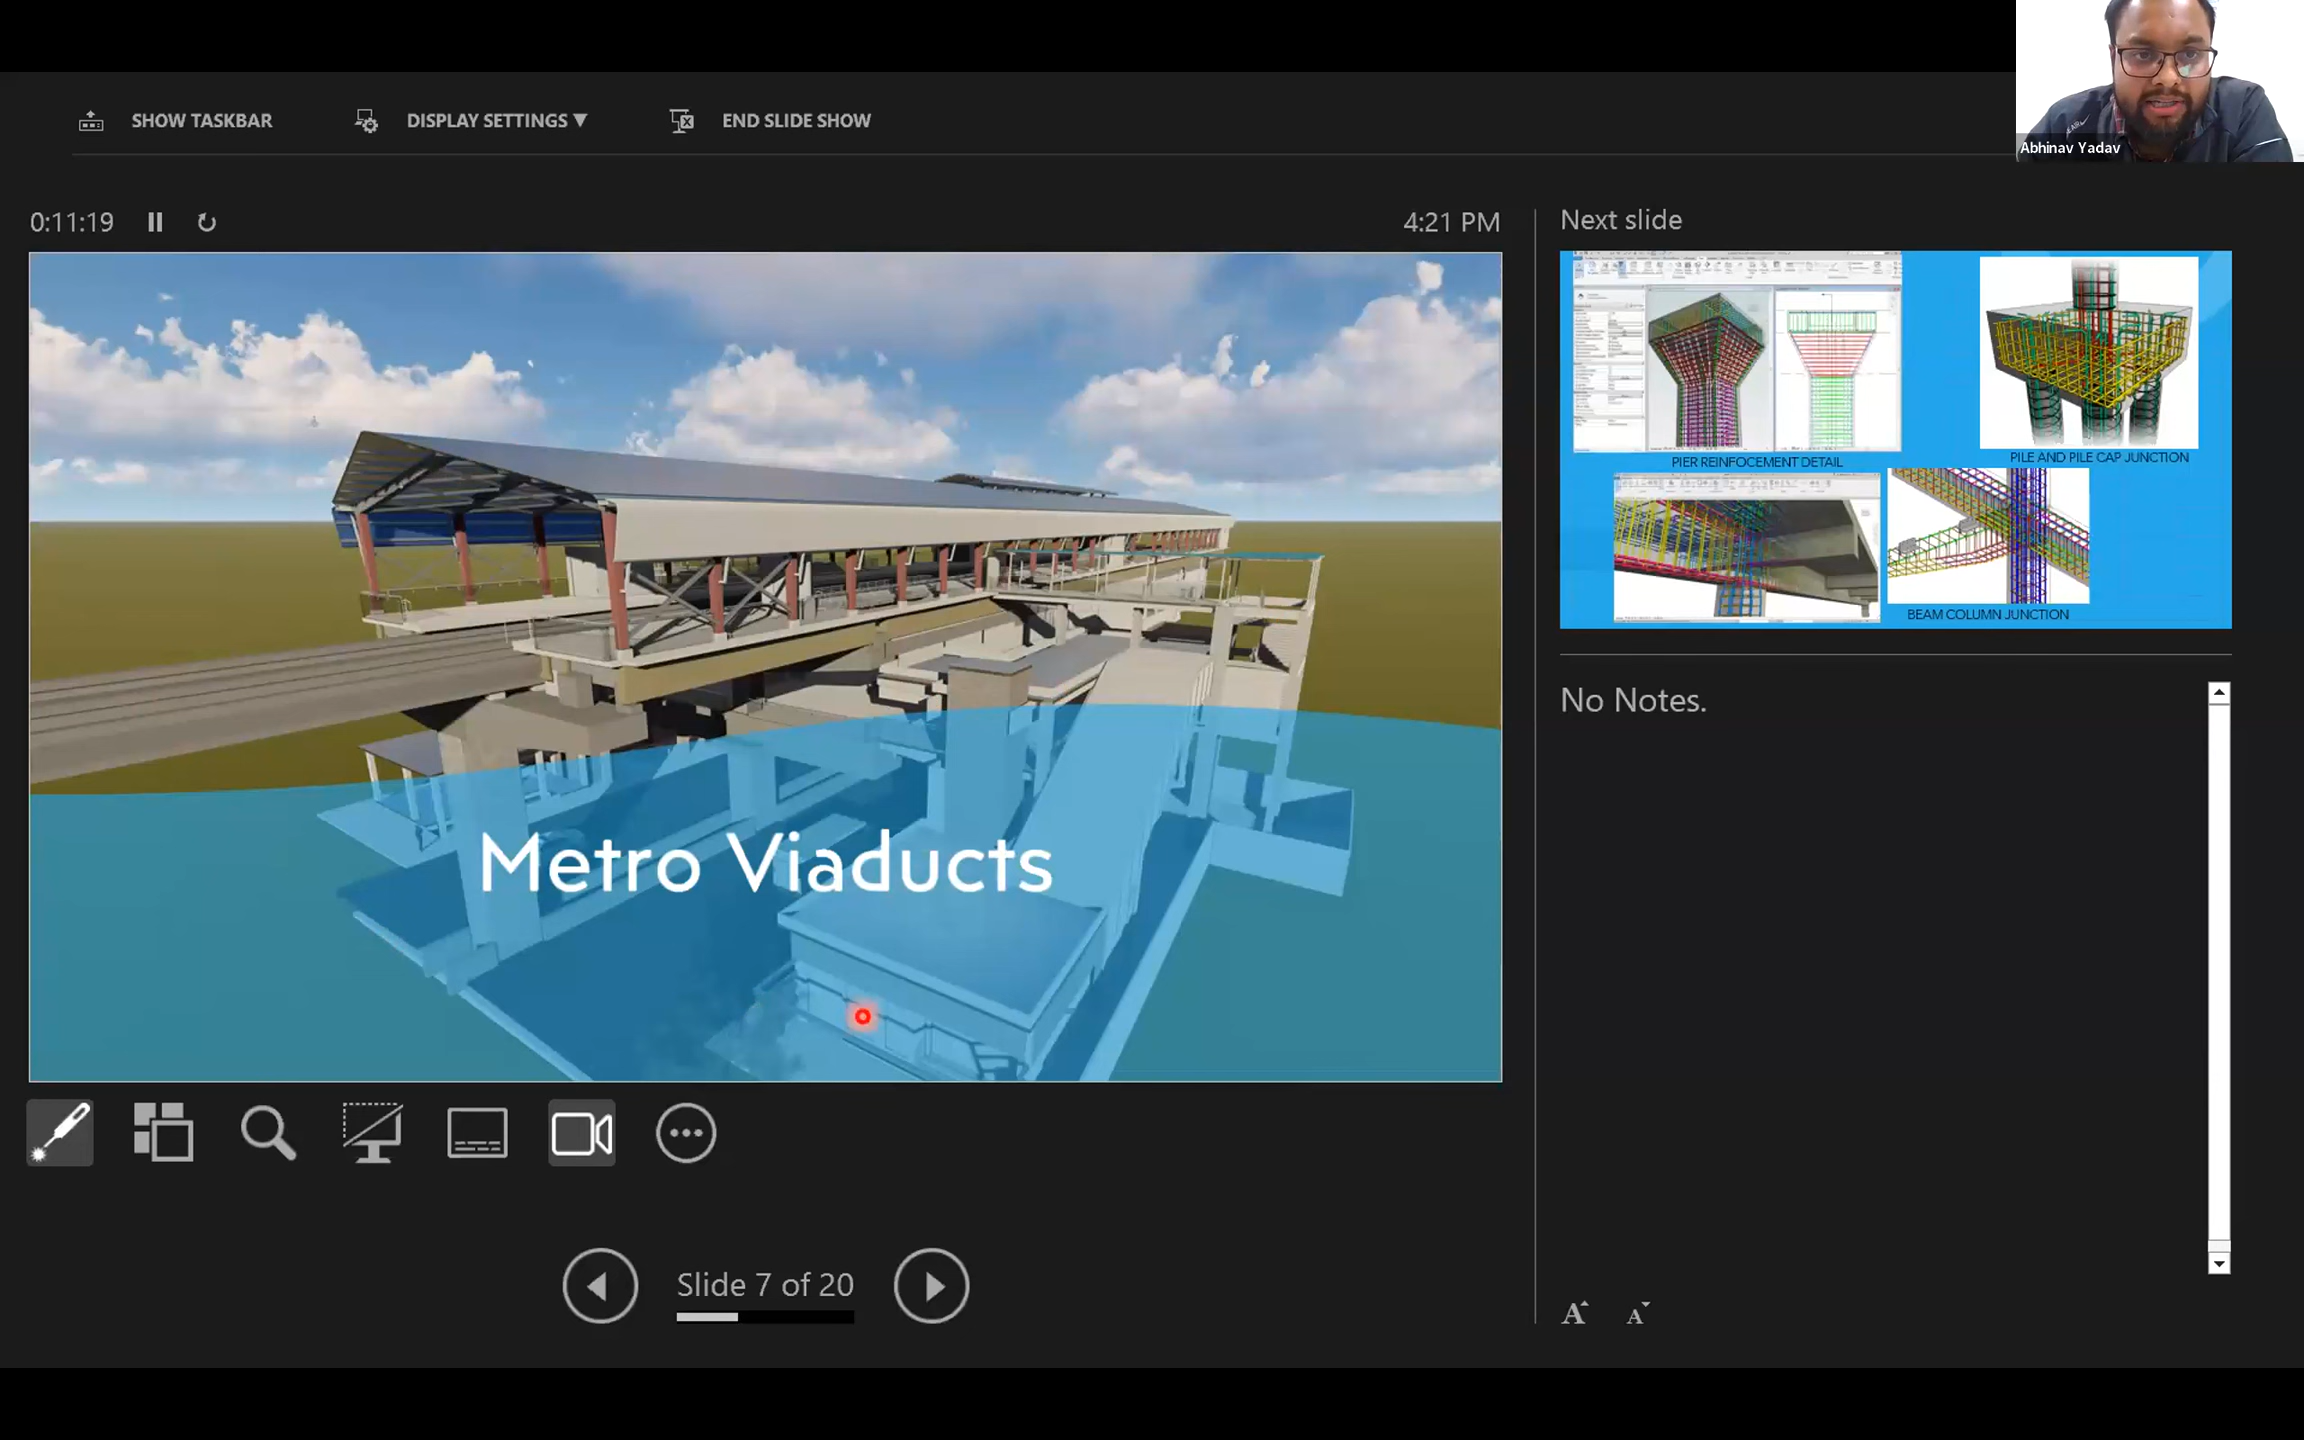 SHOW TASKBAR
DISPLAY SETTINGS ▼
END SLIDE SHOW
Abhinav Yadav
0:11:19
4:21 PM
Metro Viaducts
Slide 7 of 20
Next slide
PIER REINFOCEMENT DETAIL
PILE AND PILE CAP JUNCTION
BEAM COLUMN JUNCTION
No Notes.
A
A